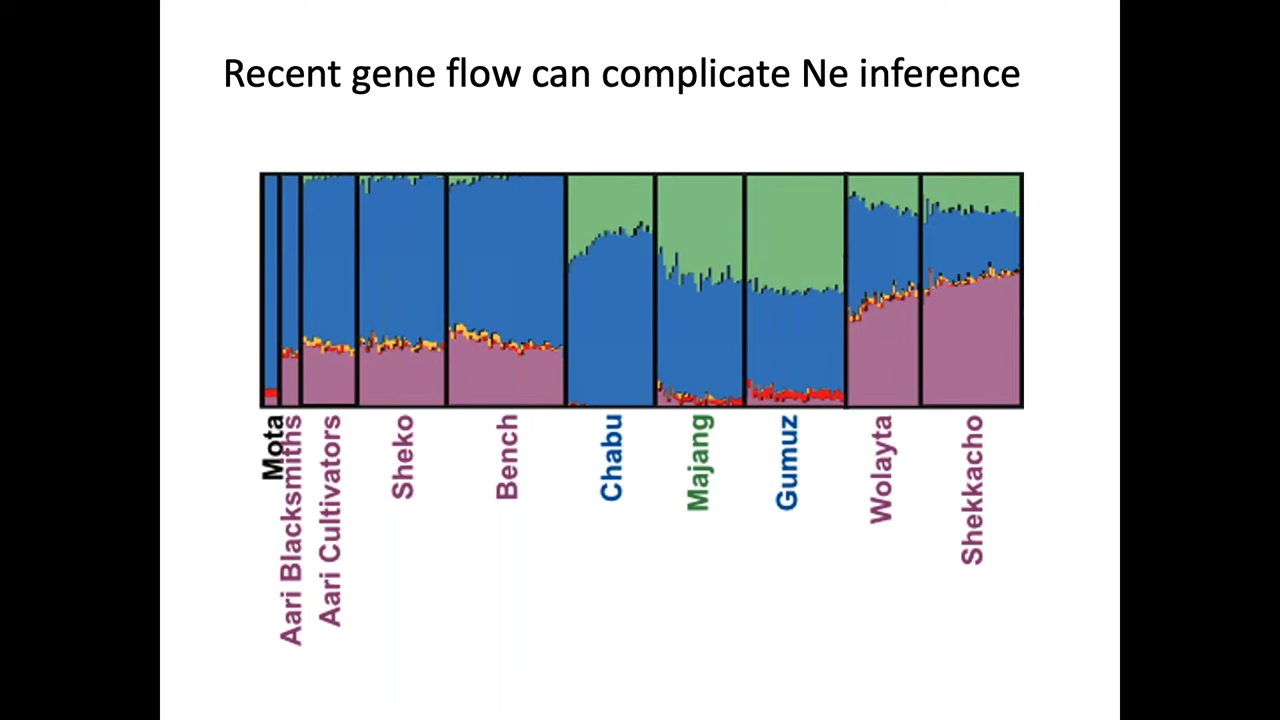 Recent gene flow can complicate Ne inference
Mota
Aari Blacksmiths
Aari Cultivators
Sheko
Bench
Chabu
Majang
Gumuz
Wolayta
Shekkacho